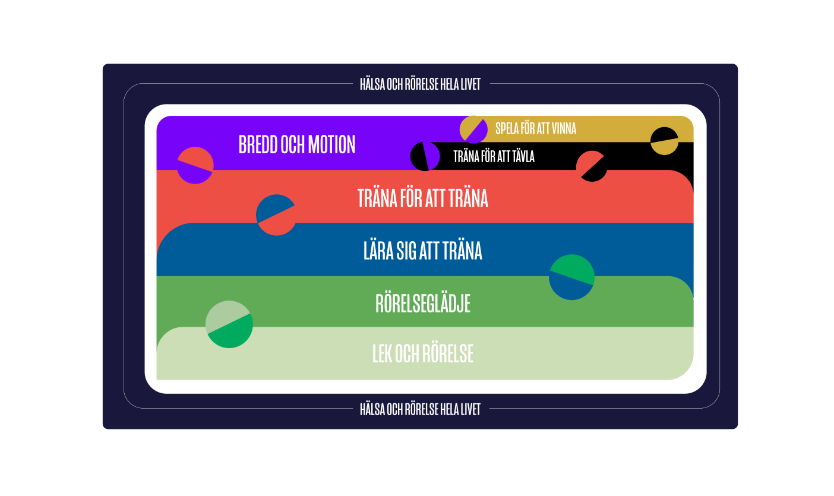 HÄLSA OCH RÖRELSE HELA LIVET
SPELA FÖR ATT VINNA
BREDD OCH MOTION
TRÄNA FÖR ATT TÄVLA
TRÄNA FÖR ATT TRÄNA
LÄRA SIG ATT TRÄNA
RÖRELSEGLÄDJE
LEK OCH RÖRELSE
HÄLSA OCH RÖRELSE HELA LIVET